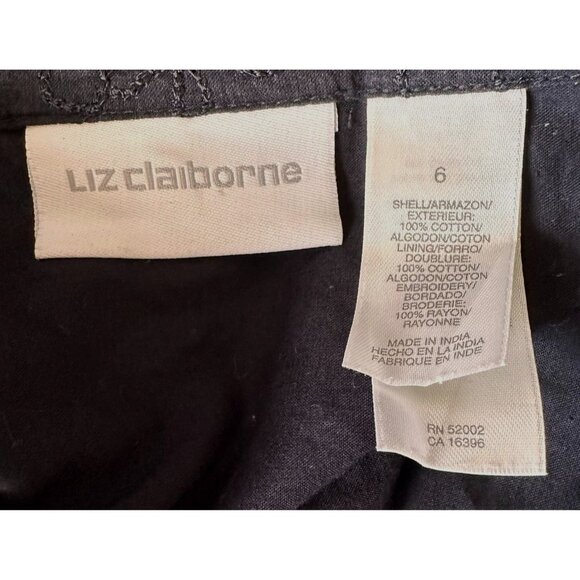 Liz claiborne
6
SHELL/ARMAZON/
EXTERIEUR:
100% COTTON/
ALGODON/COTON
LINING/FORRO/
DOUBLURE:
100% COTTON/
ALGODON/COTON
EMBROIDERY/
BORDADO/
BRODERIE:
100% RAYON/
RAYONNE
MADE IN INDIA
HECHO EN LA INDIA
FABRIQUE EN INDE
RN 52002
CA 16396